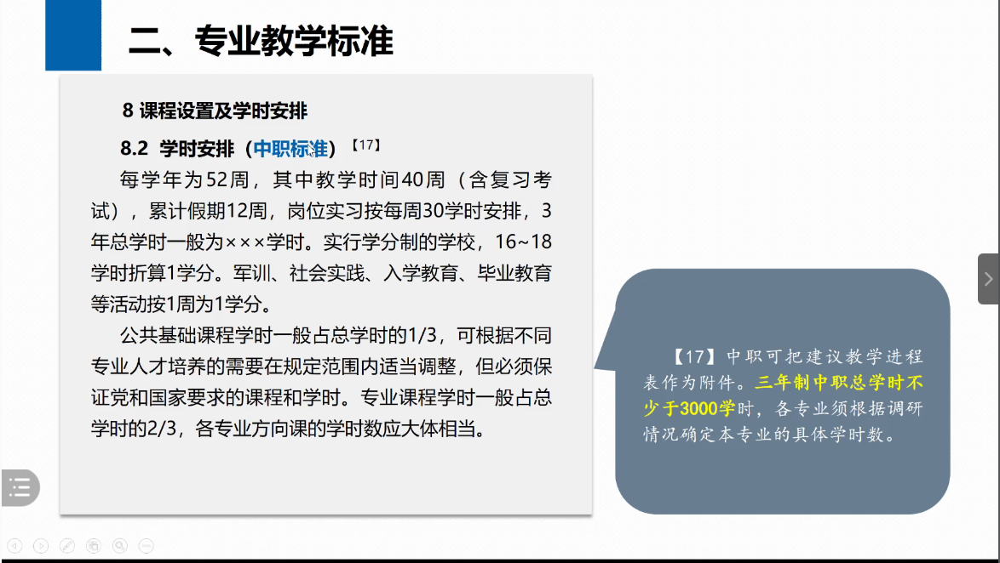 二、专业教学标准
8 课程设置及学时安排
8.2 学时安排（中职标准）【17】
每学年为52周，其中教学时间40周（含复习考
试），累计假期12周，岗位实习按每周30学时安排，3
年总学时一般为×××学时。实行学分制的学校，16~18
学时折算1学分。军训、社会实践、入学教育、毕业教育
等活动按1周为1学分。
公共基础课程学时一般占总学时的1/3，可根据不同
专业人才培养的需要在规定范围内适当调整，但必须保
证党和国家要求的课程和学时。专业课程学时一般占总
学时的2/3，各专业方向课的学时数应大体相当。
【17】中职可把建议教学进程
表作为附件。三年制中职总学时不
少于3000学时，各专业须根据调研
情况确定本专业的具体学时数。